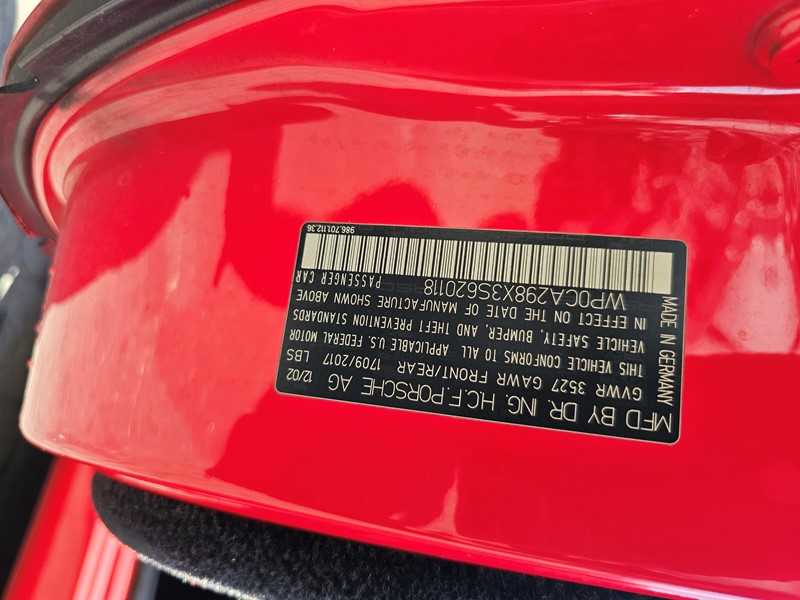 MFD BY DR. ING. H.C.F. PORSCHE AG 12/02
GVWR 3527 GAWR FRONT/REAR 1709/2017 LBS
THIS VEHICLE CONFORMS TO ALL APPLICABLE U.S. FEDERAL MOTOR
VEHICLE SAFETY, BUMPER, AND THEFT PREVENTION STANDARDS
IN EFFECT ON THE DATE OF MANUFACTURE SHOWN ABOVE
WP0CA298X3S620118 PASSENGER CAR
MADE IN GERMANY
986.701.112.36